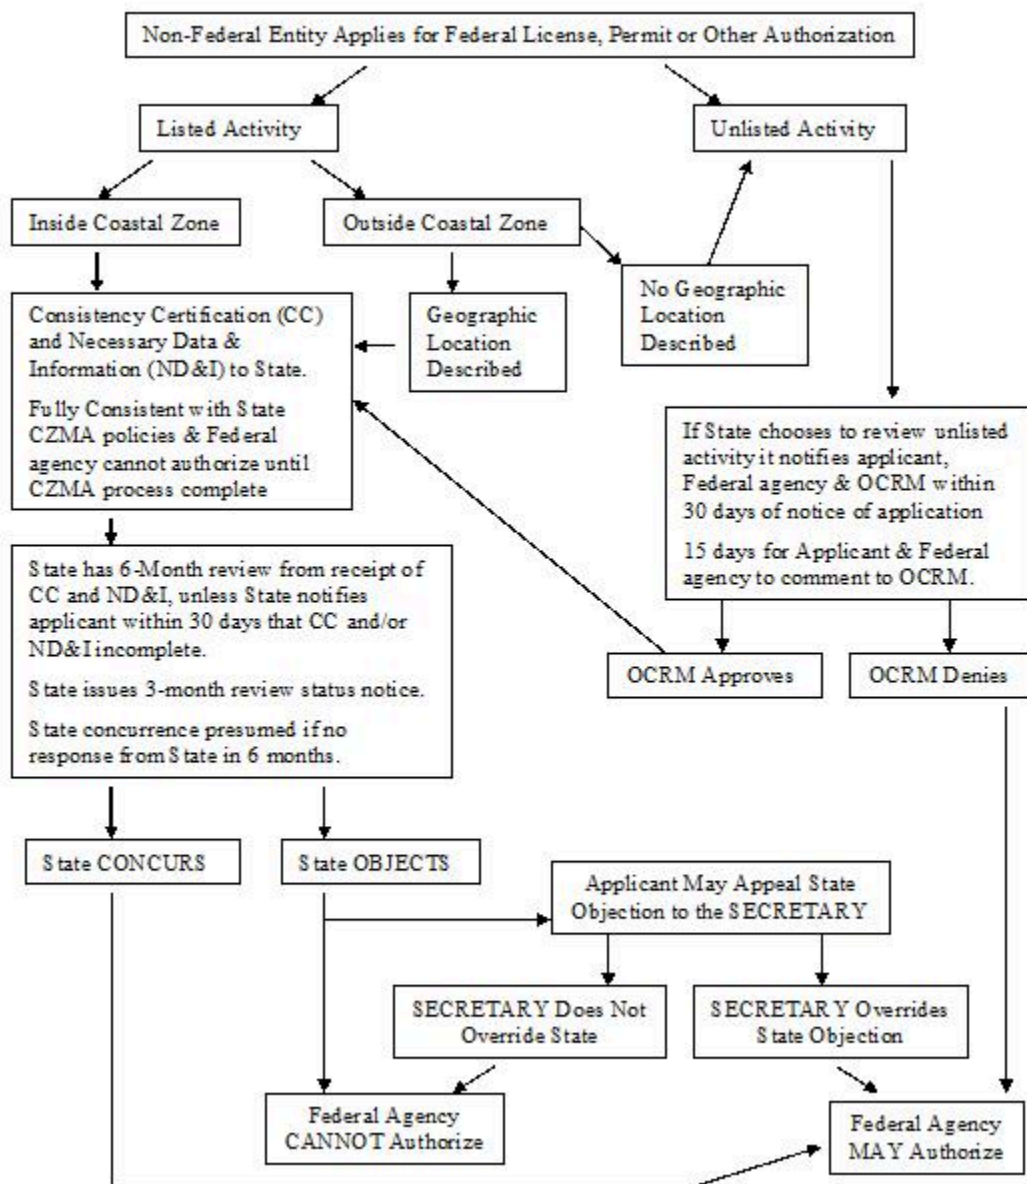 Non-Federal Entity Applies for Federal License, Permit or Other Authorization
Listed Activity
Unlisted Activity
Inside Coastal Zone
Outside Coastal Zone
No Geographic
Location
Described
Geographic
Location
Described
Consistency Certification (CC)
and Necessary Data &
Information (ND&I) to State.
Fully Consistent with State
CZMA policies & Federal
agency cannot authorize until
CZMA process complete
If State chooses to review unlisted
activity it notifies applicant,
Federal agency & OCRM within
30 days of notice of application
15 days for Applicant & Federal
agency to comment to OCRM.
State has 6-Month review from receipt of
CC and ND&I, unless State notifies
applicant within 30 days that CC and/or
ND&I incomplete.
State issues 3-month review status notice.
State concurrence presumed if no
response from State in 6 months.
OCRM Approves
OCRM Denies
State CONCURS
State OBJECTS
Applicant May Appeal State
Objection to the SECRETARY
SECRETARY Does Not
Override State
SECRETARY Overrides
State Objection
Federal Agency
CANNOT Authorize
Federal Agency
MAY Authorize